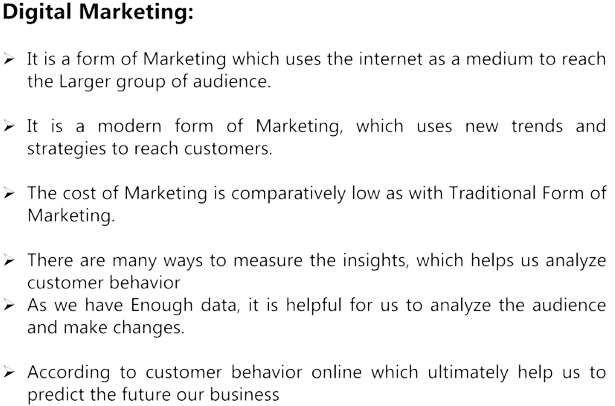 Digital Marketing:
➢ It is a form of Marketing which uses the internet as a medium to reach
the Larger group of audience.
➢ It is a modern form of Marketing, which uses new trends and
strategies to reach customers.
➢ The cost of Marketing is comparatively low as with Traditional Form of
Marketing.
➢ There are many ways to measure the insights, which helps us analyze
customer behavior
➢ As we have Enough data, it is helpful for us to analyze the audience
and make changes.
➢ According to customer behavior online which ultimately help us to
predict the future our business